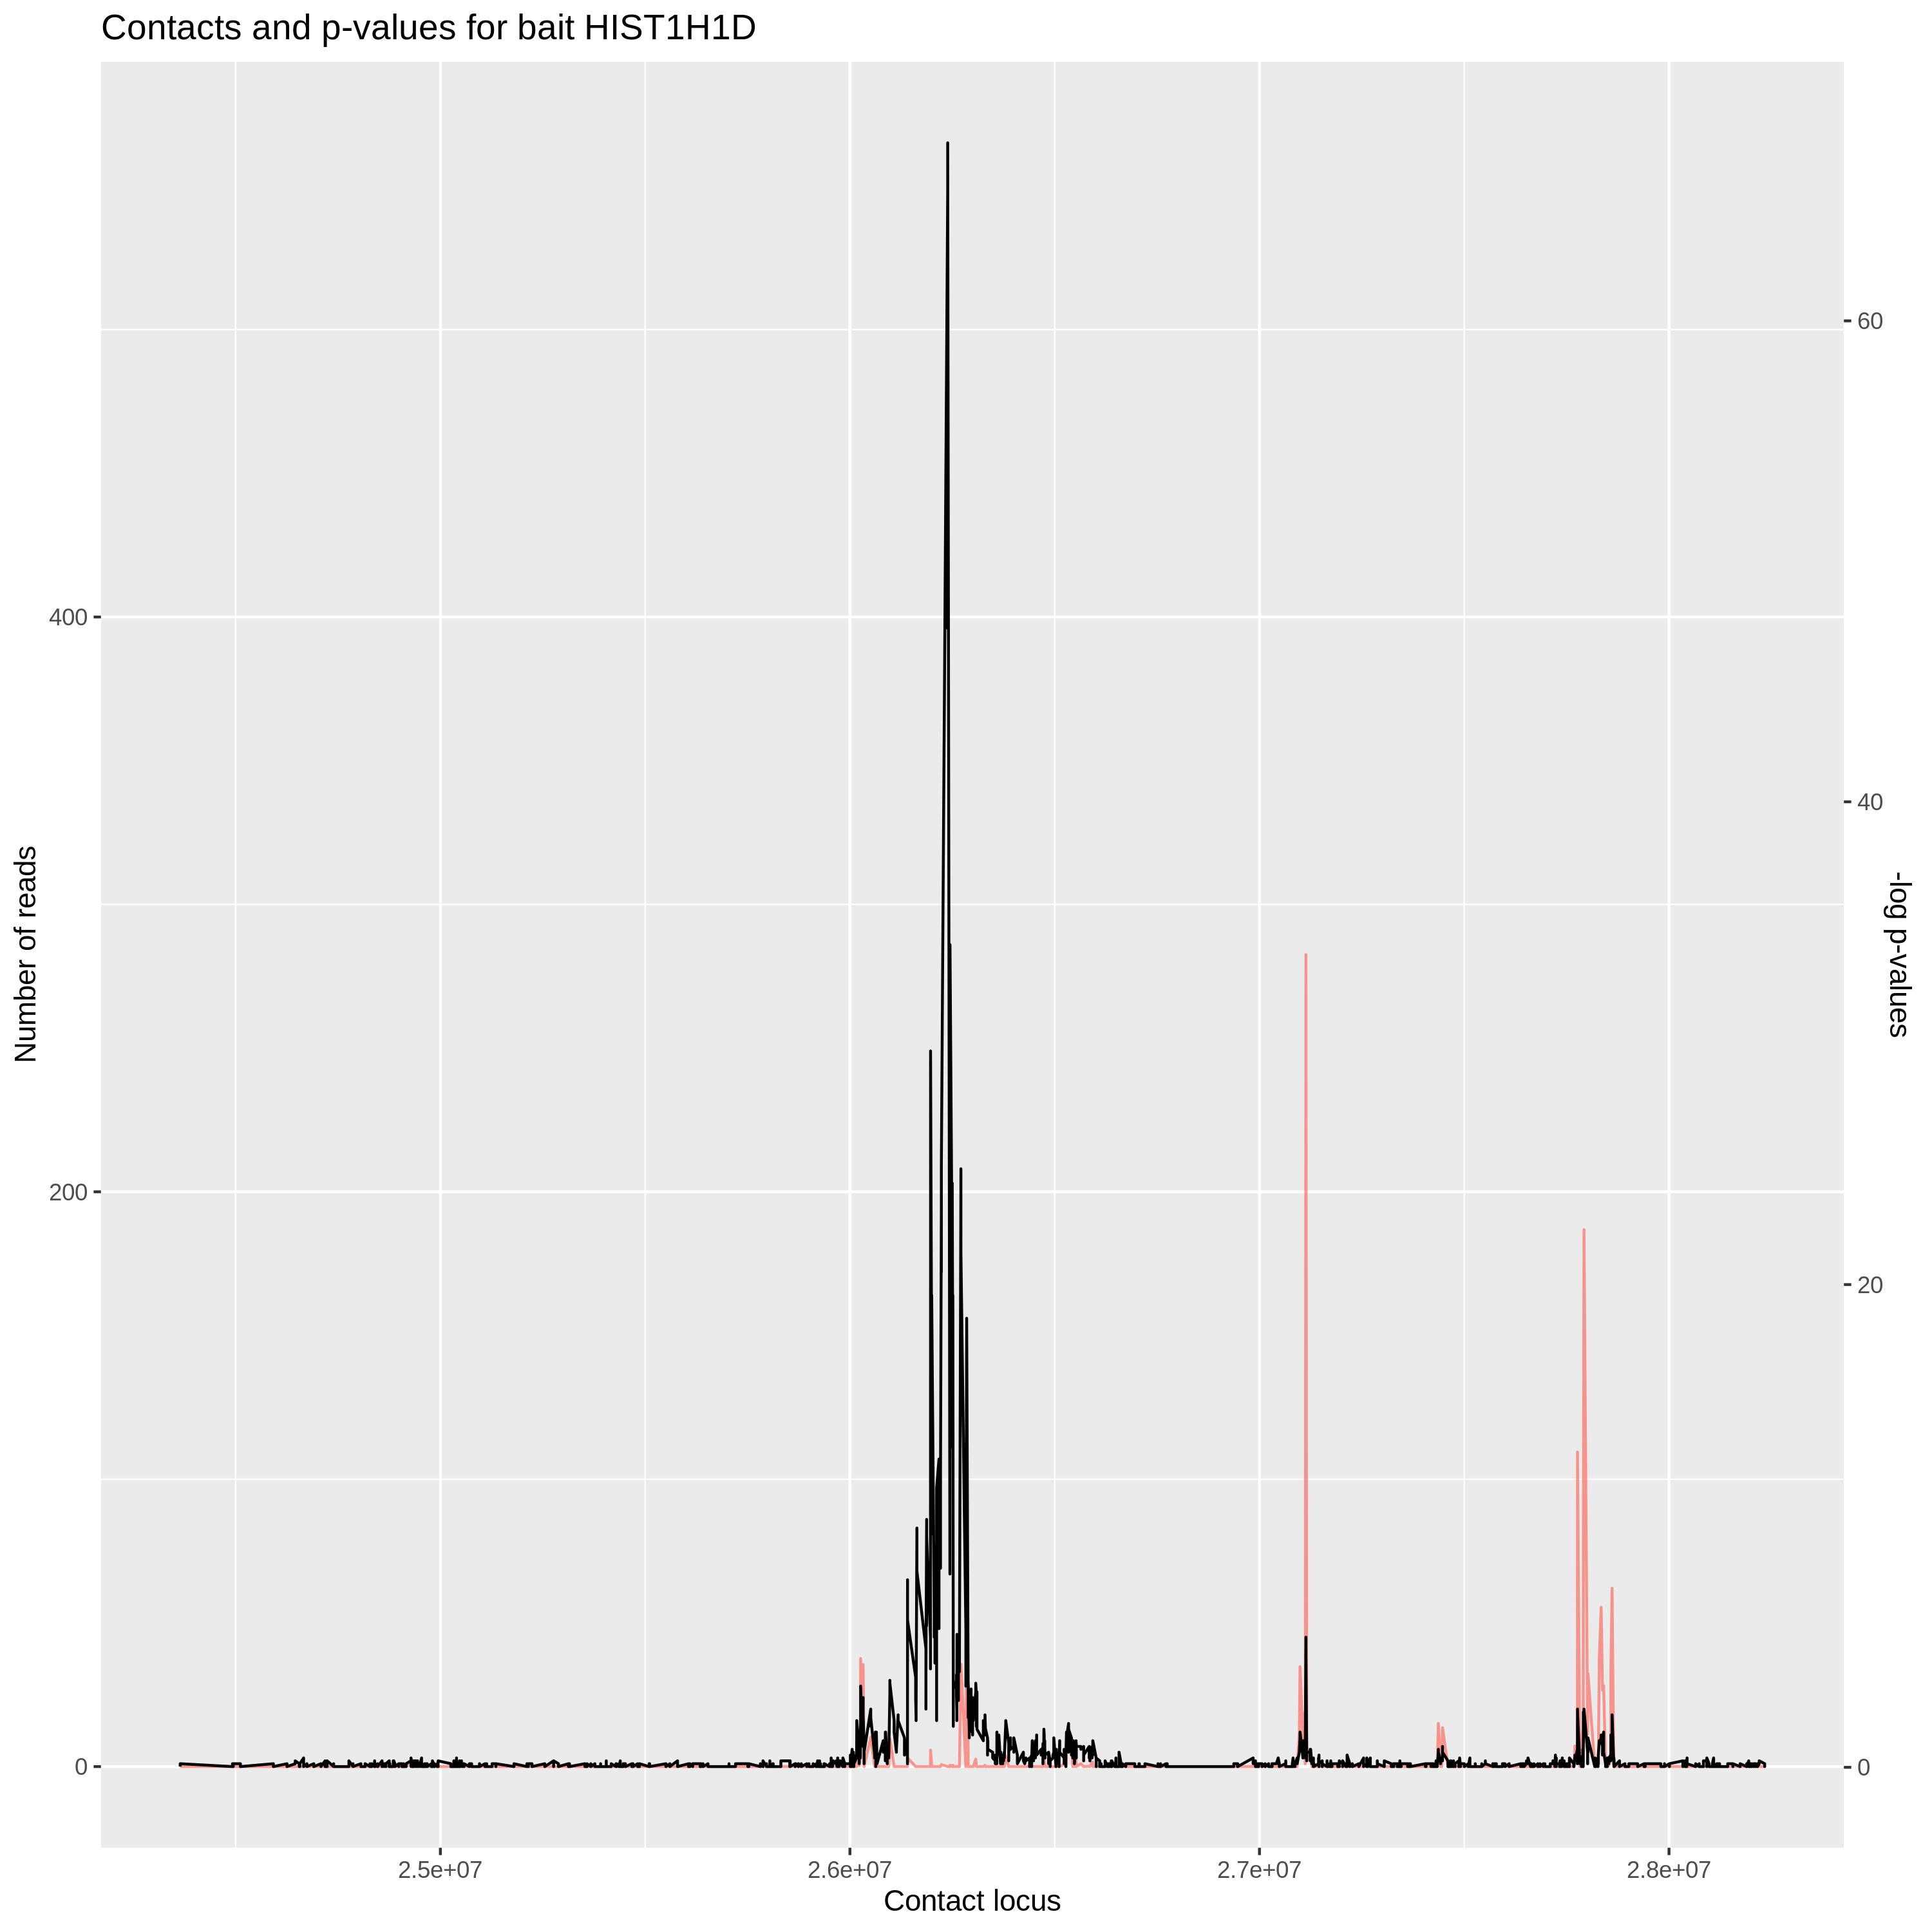 Contacts and p-values for bait HIST1H1D
Number of reads
400
200
0
60
40
20
0
-log p-values
2.5e+07 2.6e+07 2.7e+07 2.8e+07
Contact locus